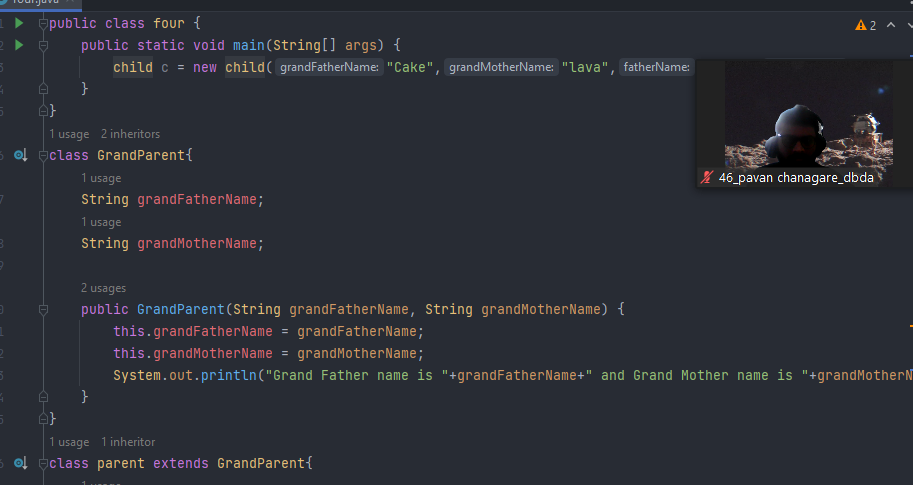 public class four {
2
public static void main(String[] args) {
child c = new child( grandFatherName: "Cake", grandMotherName: "lava", fatherName:
}
}
1 usage 2 inheritors
class GrandParent{
1 usage
String grandFatherName;
46_pavan chanagare_dbda
1 usage
String grandMotherName;
2 usages
public GrandParent(String grandFatherName, String grandMotherName) {
this.grandFatherName = grandFatherName;
this.grandMotherName = grandMotherName;
System.out.println("Grand Father name is "+grandFatherName+" and Grand Mother name is "+grandMotherN
}
}
1 usage 1 inheritor
class parent extends GrandParent{